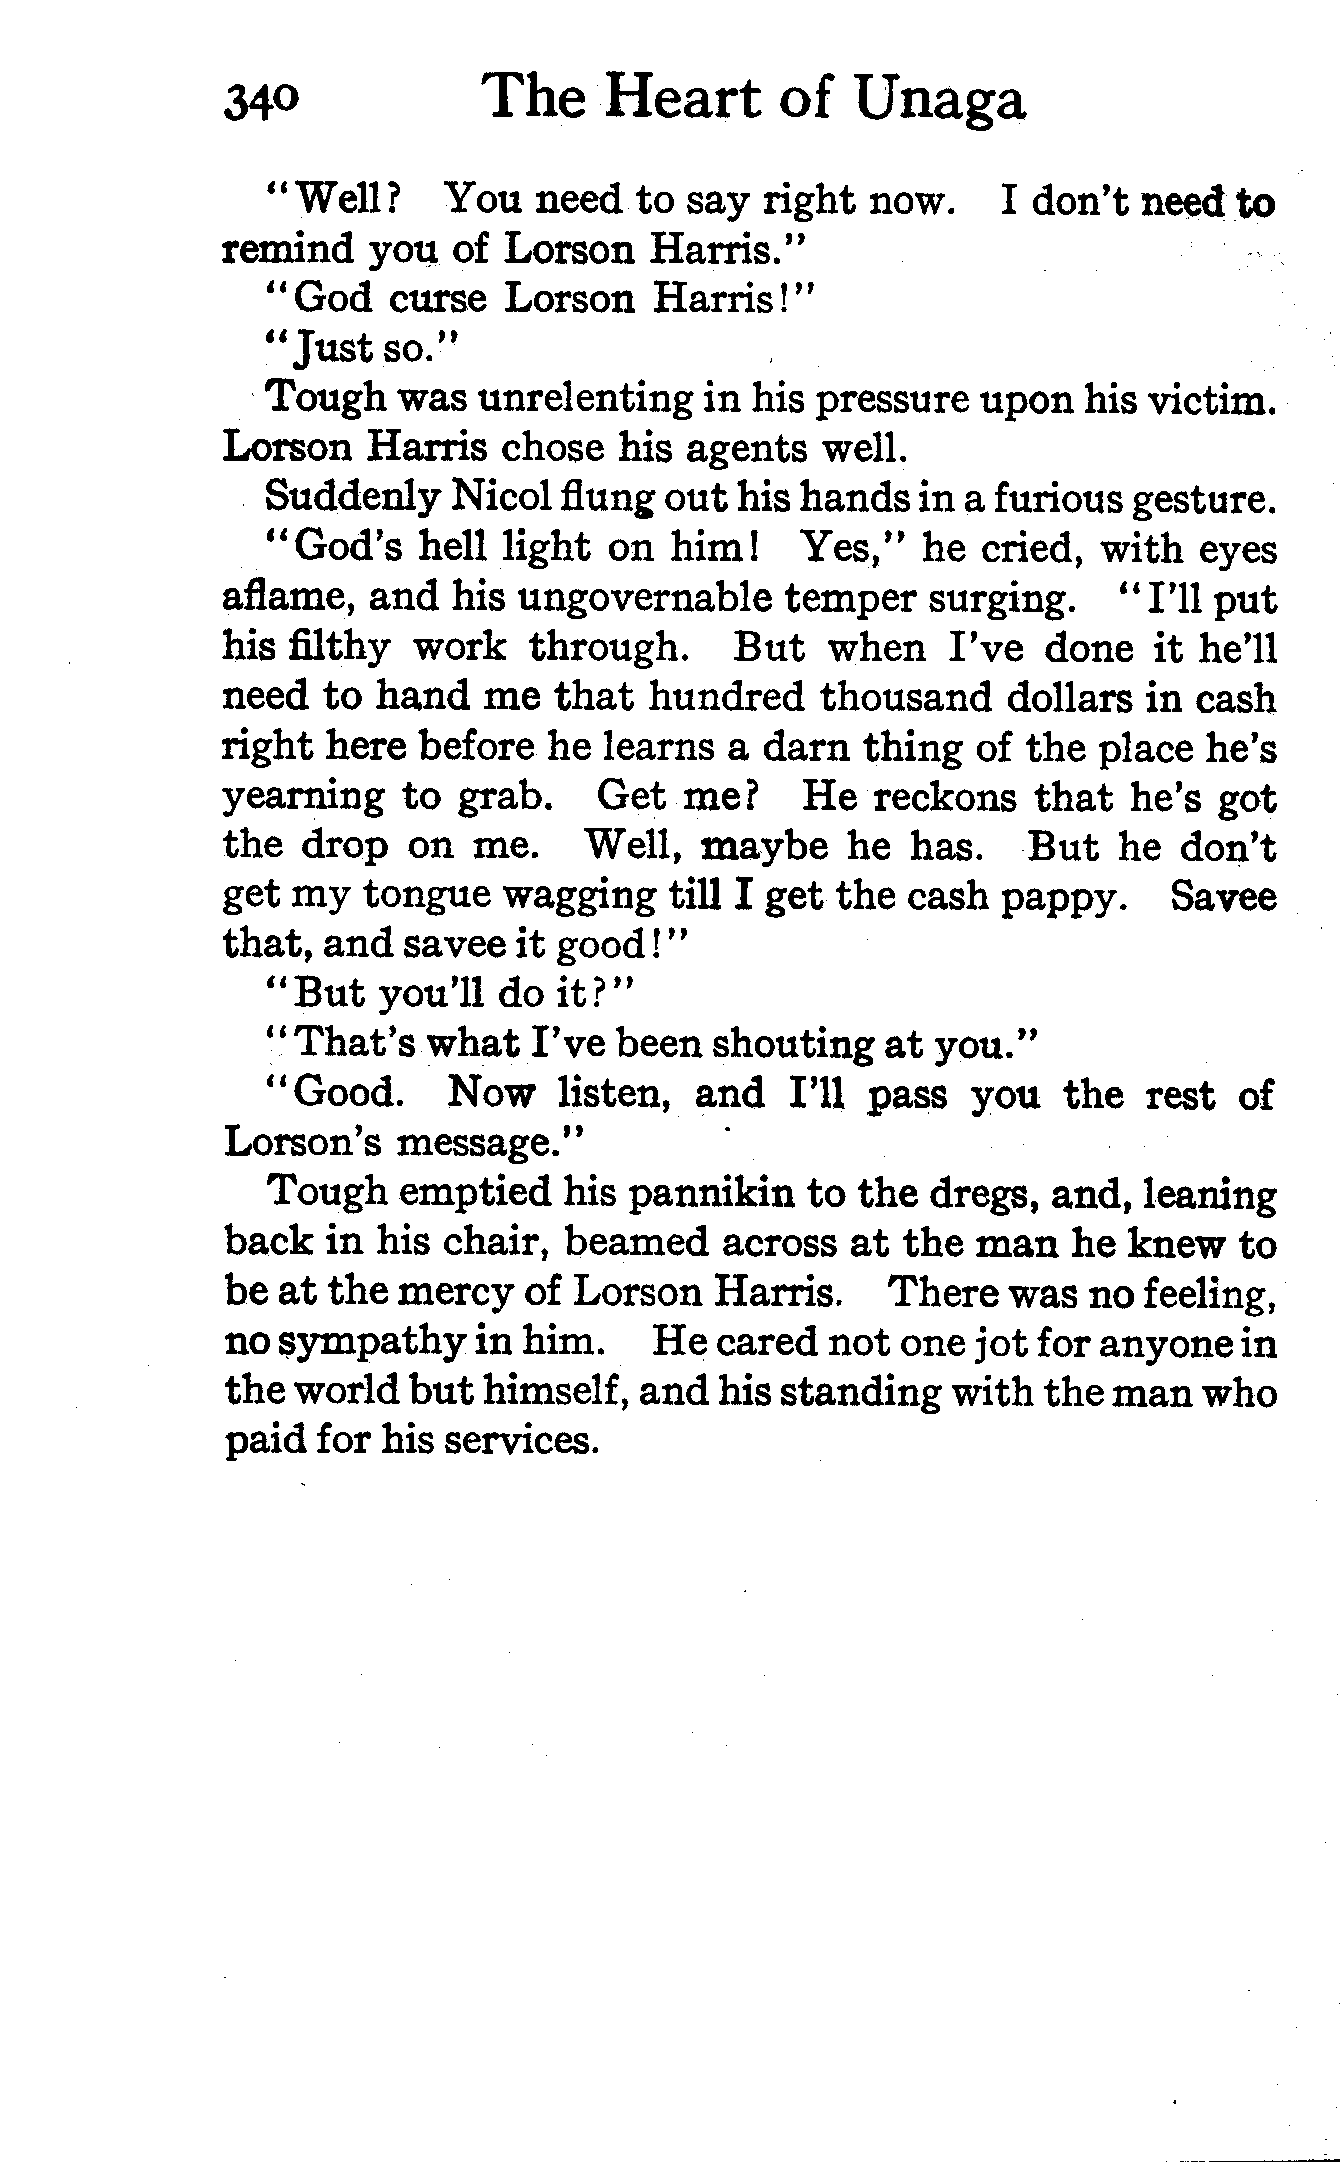 340 The Heart of Unaga
"Well? You need to say right now. I don't need to
remind you of Lorson Harris."
"God curse Lorson Harris!"
"Just so."
Tough was unrelenting in his pressure upon his victim.
Lorson Harris chose his agents well.
Suddenly Nicol flung out his hands in a furious gesture.
"God's hell light on him! Yes," he cried, with eyes
aflame, and his ungovernable temper surging. "I'll put
his filthy work through. But when I've done it he'll
need to hand me that hundred thousand dollars in cash
right here before he learns a darn thing of the place he's
yearning to grab. Get me? He reckons that he's got
the drop on me. Well, maybe he has. But he don't
get my tongue wagging till I get the cash pappy. Savee
that, and savee it good!"
"But you'll do it?"
"That's what I've been shouting at you."
"Good. Now listen, and I'll pass you the rest of
Lorson's message."
Tough emptied his pannikin to the dregs, and, leaning
back in his chair, beamed across at the man he knew to
be at the mercy of Lorson Harris. There was no feeling,
no sympathy in him. He cared not one jot for anyone in
the world but himself, and his standing with the man who
paid for his services.